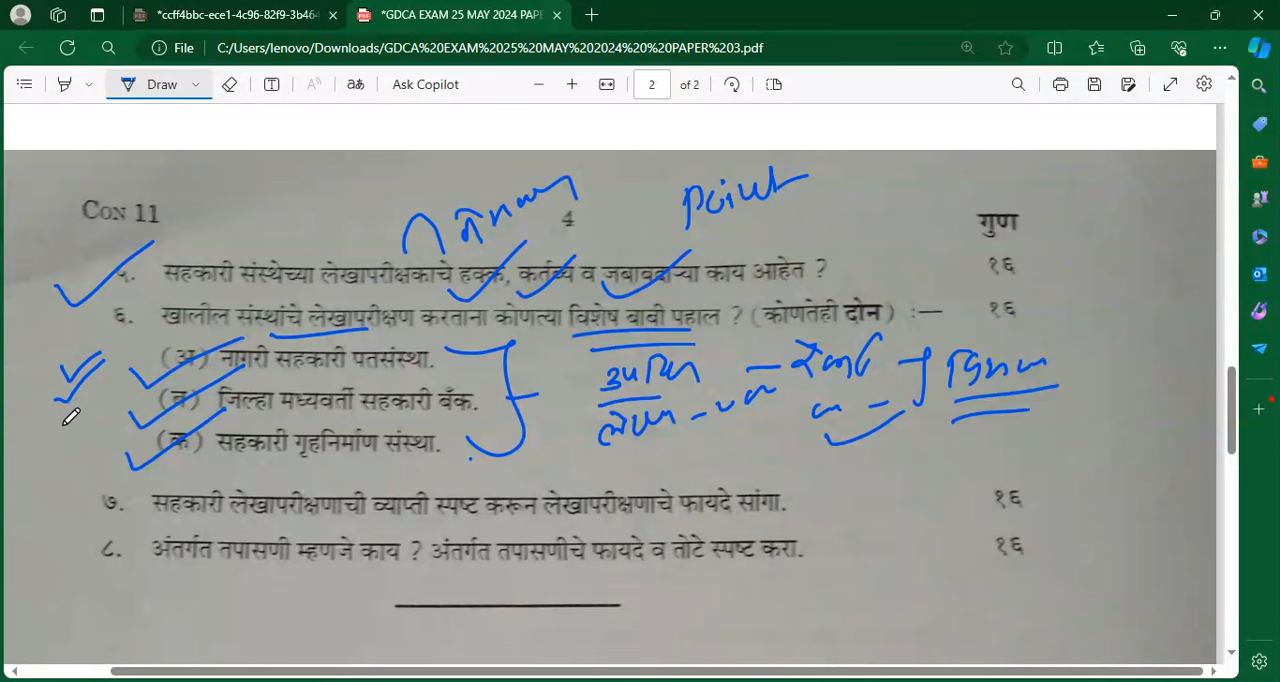 *ccff4bbc-ece1-4c96-82f9-3b464
*GDCA EXAM 25 MAY 2024 PAPE
File
C:/Users/lenovo/Downloads/GDCA%20EXAM%2025%20MAY%202024%20%20PAPER%203.pdf
Draw
aあ
Ask Copilot
2 of 2
CON 11
4
Point
गुण
५. सहकारी संस्थेच्या लेखापरीक्षकाचे हक्क, कर्तव्य व जबाबदाऱ्या काय आहेत ? १६
६. खालील संस्थांचे लेखापरीक्षण करताना कोणत्या विशेष बाबी पहाल ? (कोणतेही दोन) :— १६
(अ) नागरी सहकारी पतसंस्था.
(ब) जिल्हा मध्यवर्ती सहकारी बँक.
(क) सहकारी गृहनिर्माण संस्था.
७. सहकारी लेखापरीक्षणाची व्याप्ती स्पष्ट करून लेखापरीक्षणाचे फायदे सांगा. १६
८. अंतर्गत तपासणी म्हणजे काय ? अंतर्गत तपासणीचे फायदे व तोटे स्पष्ट करा. १६